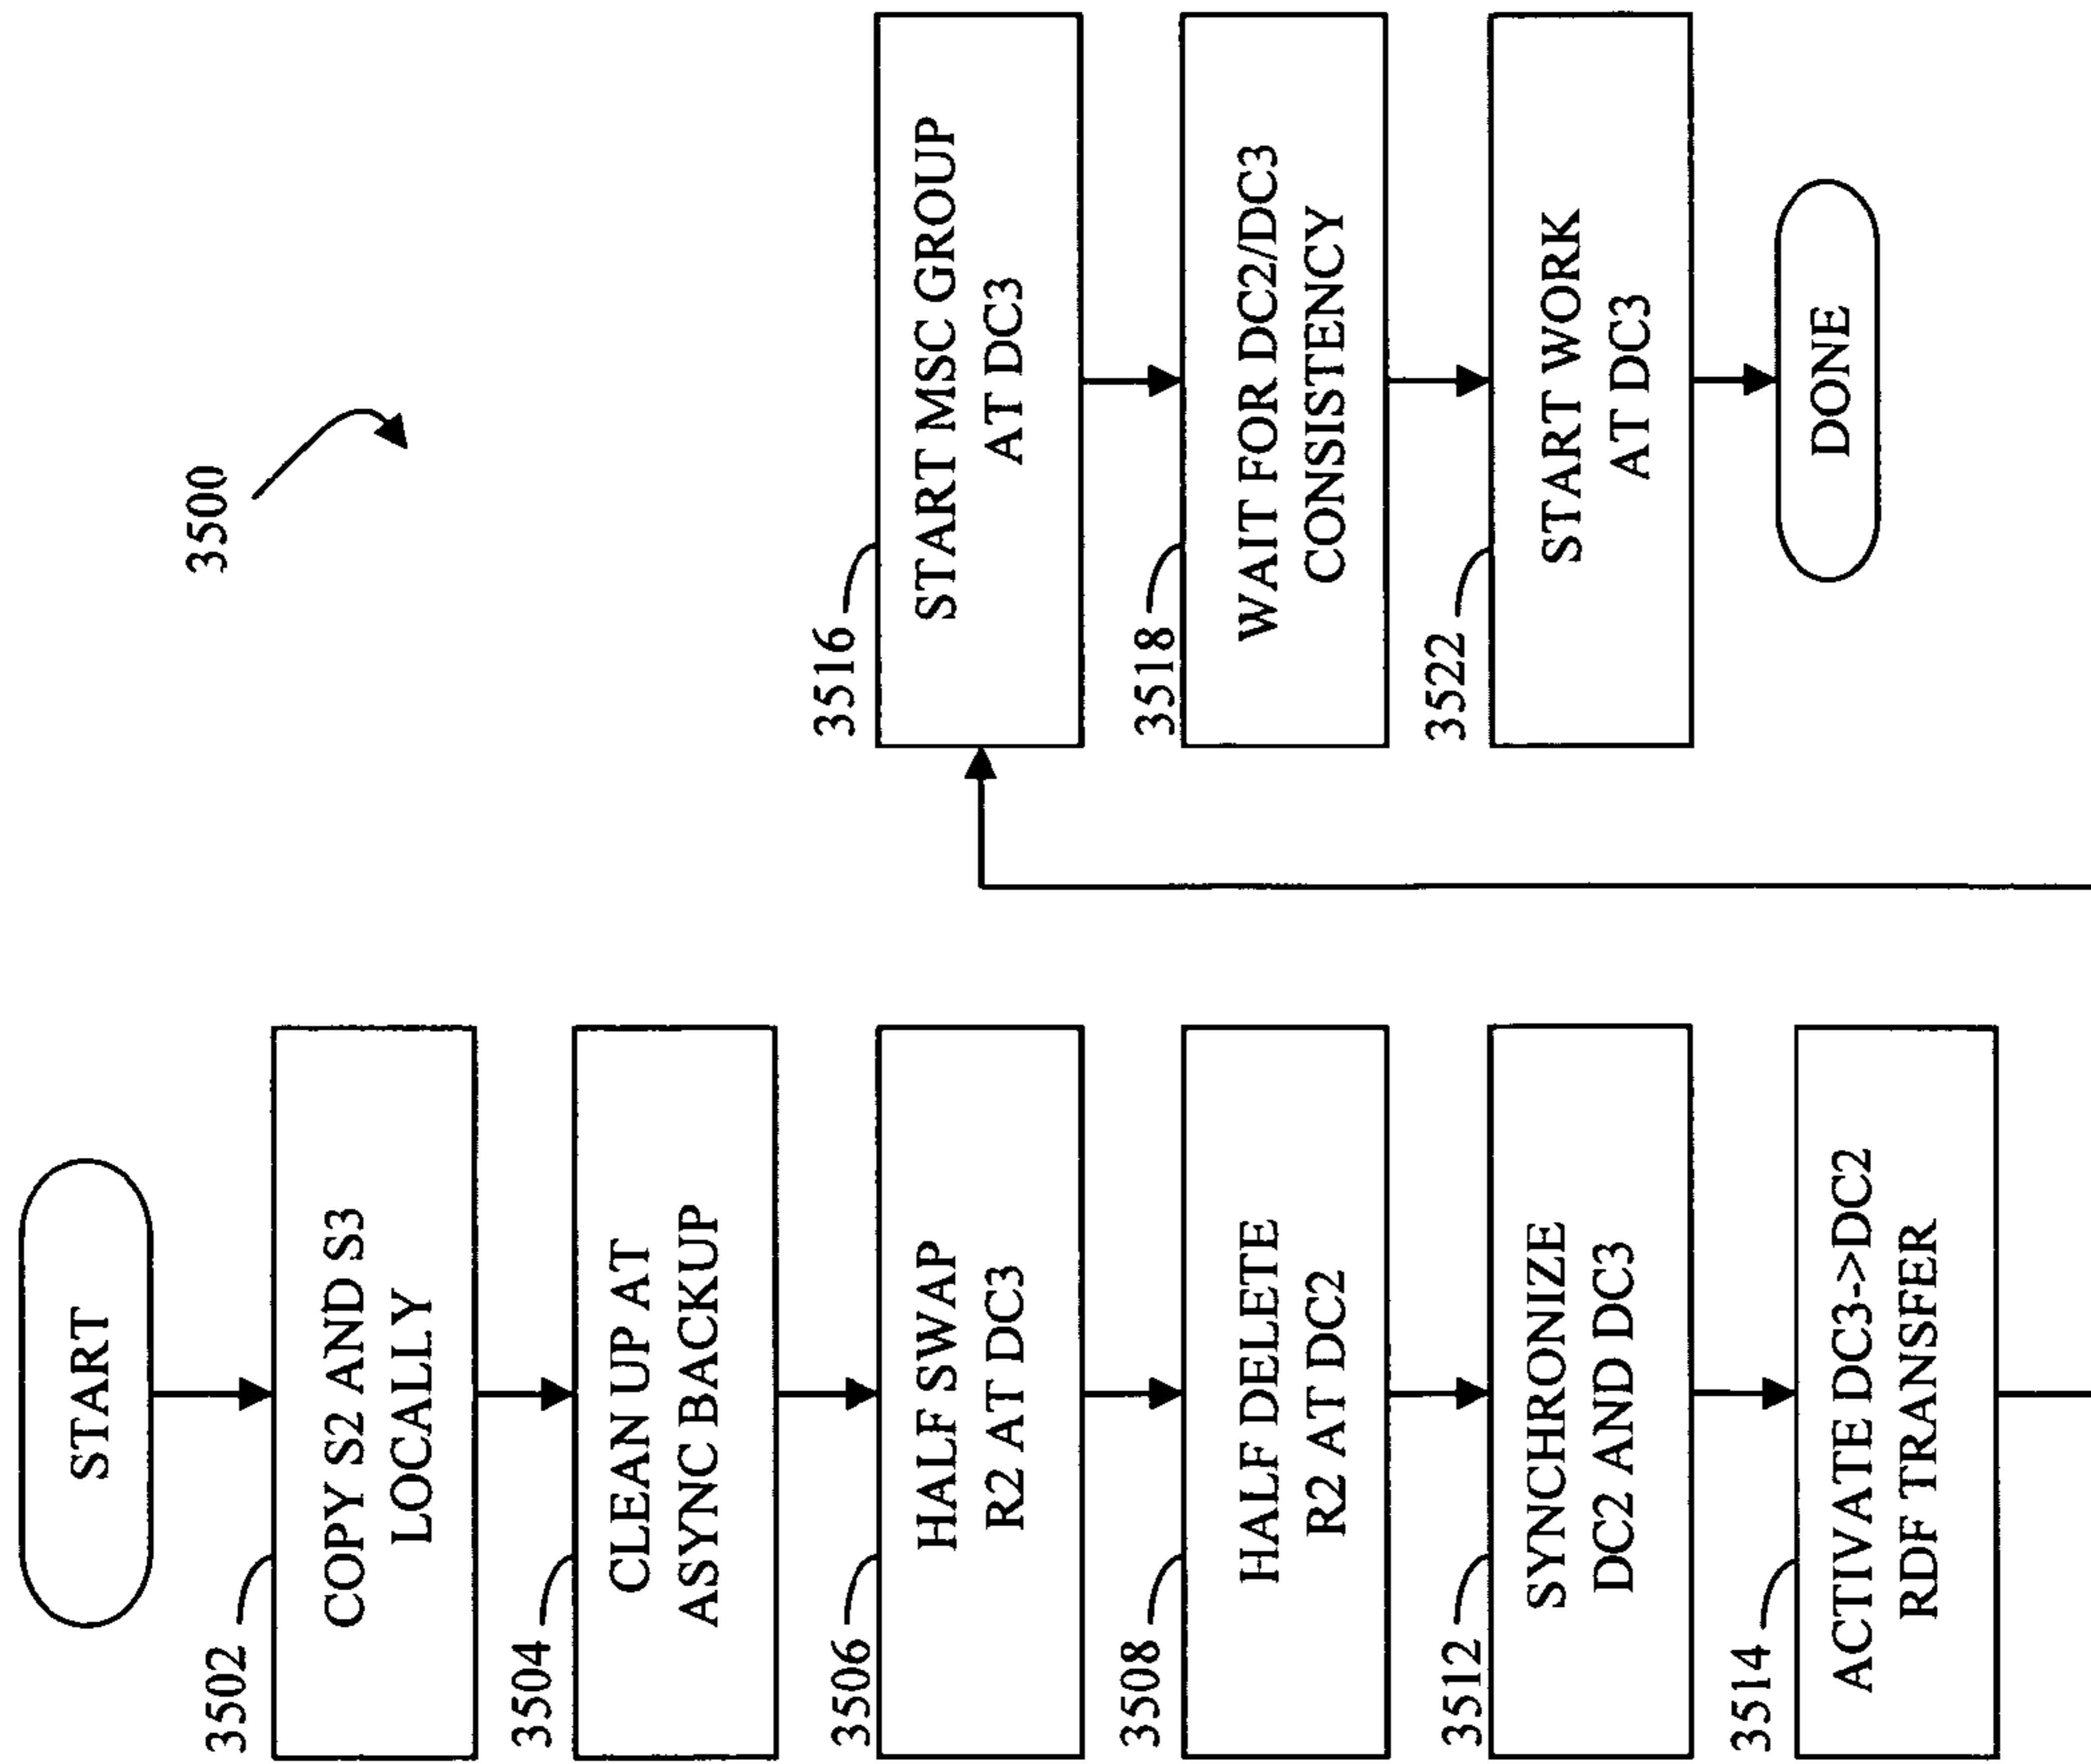 3500
START
3502
COPY S2 AND S3
LOCALLY
3504
CLEAN UP AT
ASYNC BACKUP
3506
HALF SWAP
R2 AT DC3
3508
HALF DELETE
R2 AT DC2
3512
SYNCHRONIZE
DC2 AND DC3
3514
ACTIVATE DC3->DC2
RDF TRANSFER
3516
START MSC GROUP
AT DC3
3518
WAIT FOR DC2/DC3
CONSISTENCY
3522
START WORK
AT DC3
DONE